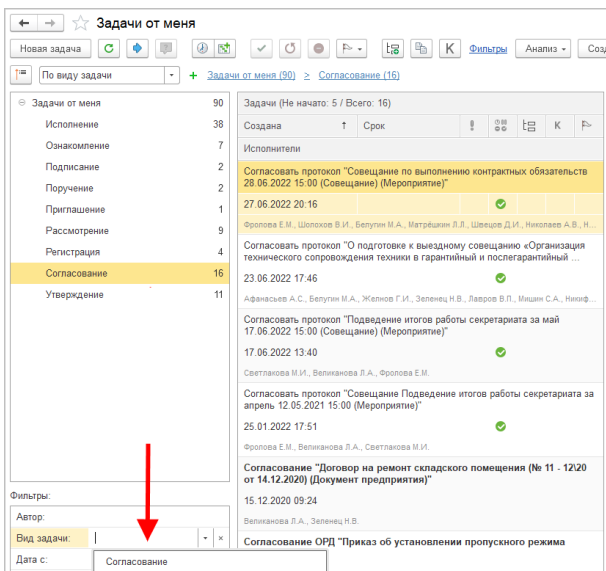 Задачи от меня
Новая задача
K
Фильтры
Анализ
Созд
По виду задачи
+ Задачи от меня (90) > Согласование (16)
Задачи от меня 90
Исполнение 38
Ознакомление 7
Подписание 2
Поручение 2
Приглашение 1
Рассмотрение 9
Регистрация 4
Согласование 16
Утверждение 11
Фильтры:
Автор:
Вид задачи:
Дата с:
Согласование
Задачи (Не начато: 5 / Всего: 16)
Создана ↑ Срок K
Исполнители
Согласовать протокол "Совещание по выполнению контрактных обязательств
28.06.2022 15:00 (Совещание) (Мероприятие)"
27.06.2022 20:16
Фролова Е.М., Шолохов В.И., Белугин М.А., Матрёшкин Л.Л., Швецов Д.И., Николаев А.В., Н...
Согласовать протокол "О подготовке к выездному совещанию «Организация
технического сопровождения техники в гарантийный и послегарантийный ...
23.06.2022 17:46
Афанасьев А.С., Белугин М.А., Желнов Г.И., Зеленец Н.В., Лавров В.П., Мишин С.А., Никиф...
Согласовать протокол "Подведение итогов работы секретариата за май
17.06.2022 15:00 (Совещание) (Мероприятие)"
17.06.2022 13:40
Светлакова М.И., Великанова Л.А., Фролова Е.М.
Согласовать протокол "Совещание Подведение итогов работы секретариата за
апрель 12.05.2021 15:00 (Мероприятие)"
25.01.2022 17:51
Фролова Е.М., Великанова Л.А., Светлакова М.И.
Согласование "Договор на ремонт складского помещения (№ 11 - 12\20
от 14.12.2020) (Документ предприятия)"
15.12.2020 09:24
Великанова Л.А., Зеленец Н.В.
Согласование ОРД "Приказ об установлении пропускного режима